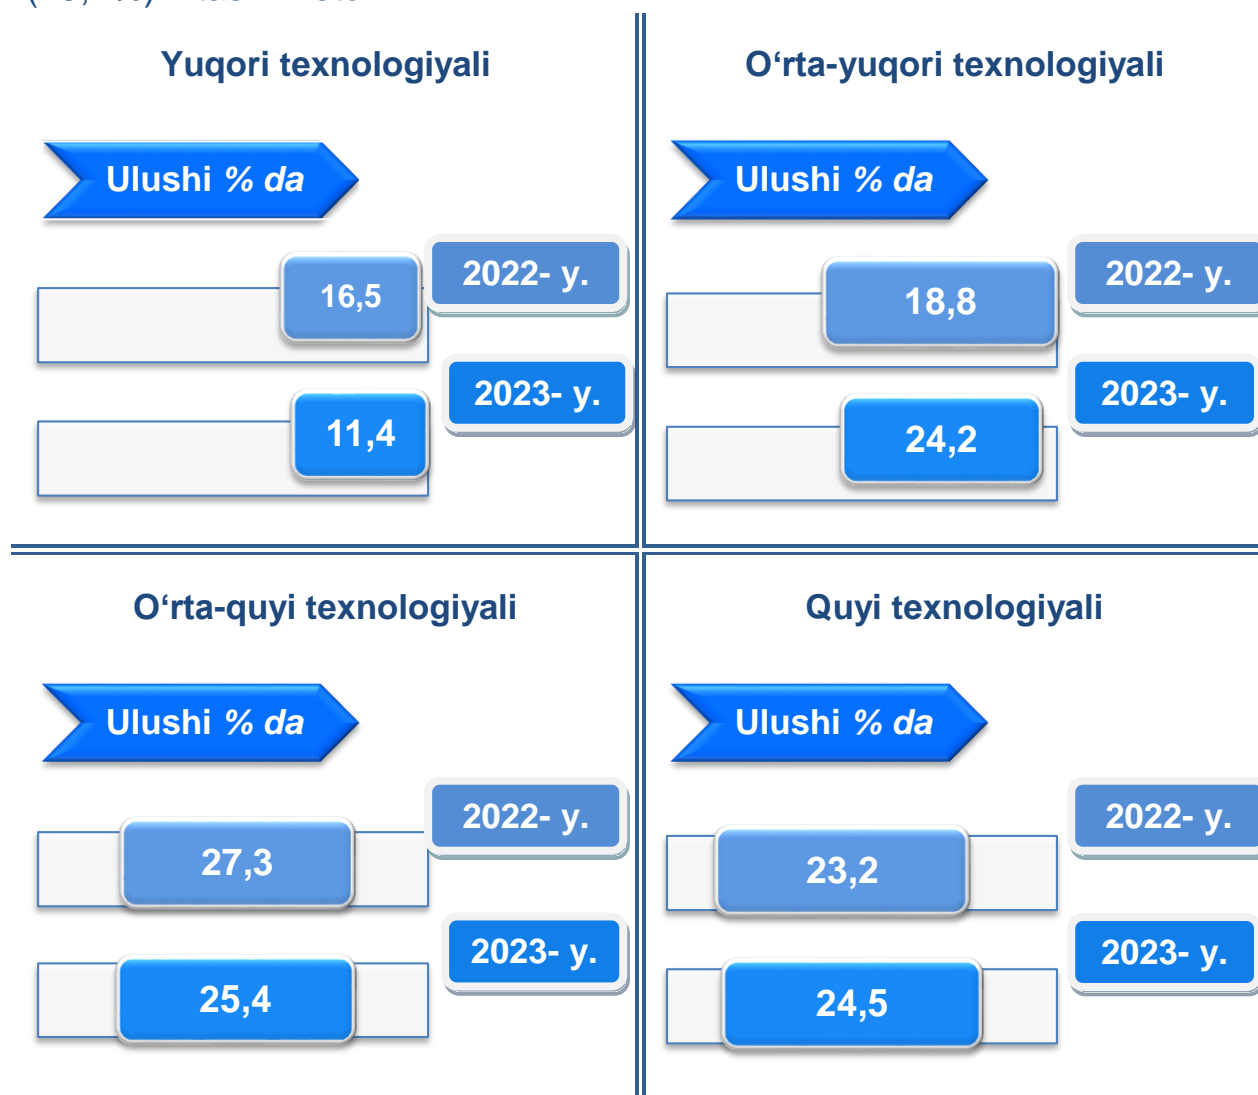 Yuqori texnologiyali
Ulushi % da
16,5
2022- y.
11,4
2023- y.
O‘rta-yuqori texnologiyali
Ulushi % da
18,8
2022- y.
24,2
2023- y.
O‘rta-quyi texnologiyali
Ulushi % da
27,3
2022- y.
25,4
2023- y.
Quyi texnologiyali
Ulushi % da
23,2
2022- y.
24,5
2023- y.